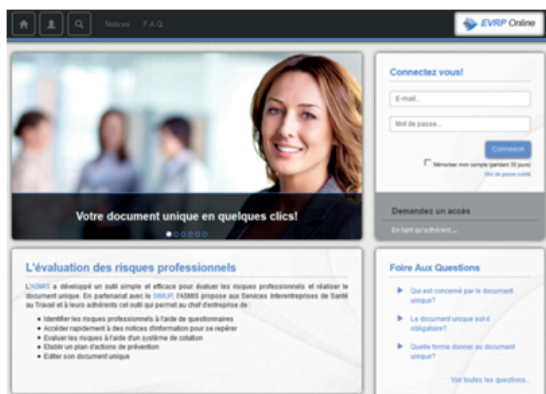 Notices F.A.Q
EVRP Online
Votre document unique en quelques clics!
Connectez vous!
E-mail...
Mot de passe...
Connexion
Mémoriser mon compte (pendant 30 jours)
Mot de passe oublié
Demandez un accès
En tant qu'adhérent ...
L'évaluation des risques professionnels
L'ASMIS a développé un outil simple et efficace pour évaluer les risques professionnels et réaliser le
document unique. En partenariat avec le SIMUP, l'ASMIS propose aux Services Interentreprises de Santé
au Travail et à leurs adhérents cet outil qui permet au chef d'entreprise de :
• Identifier les risques professionnels à l'aide de questionnaires
• Accéder rapidement à des notices d'information pour se repérer
• Evaluer les risques à l'aide d'un système de cotation
• Etablir un plan d'actions de prévention
• Editer son document unique
Foire Aux Questions
Qui est concerné par le document
unique?
Le document unique est-il
obligatoire?
Quelle forme donner au document
unique?
Voir toutes les questions...